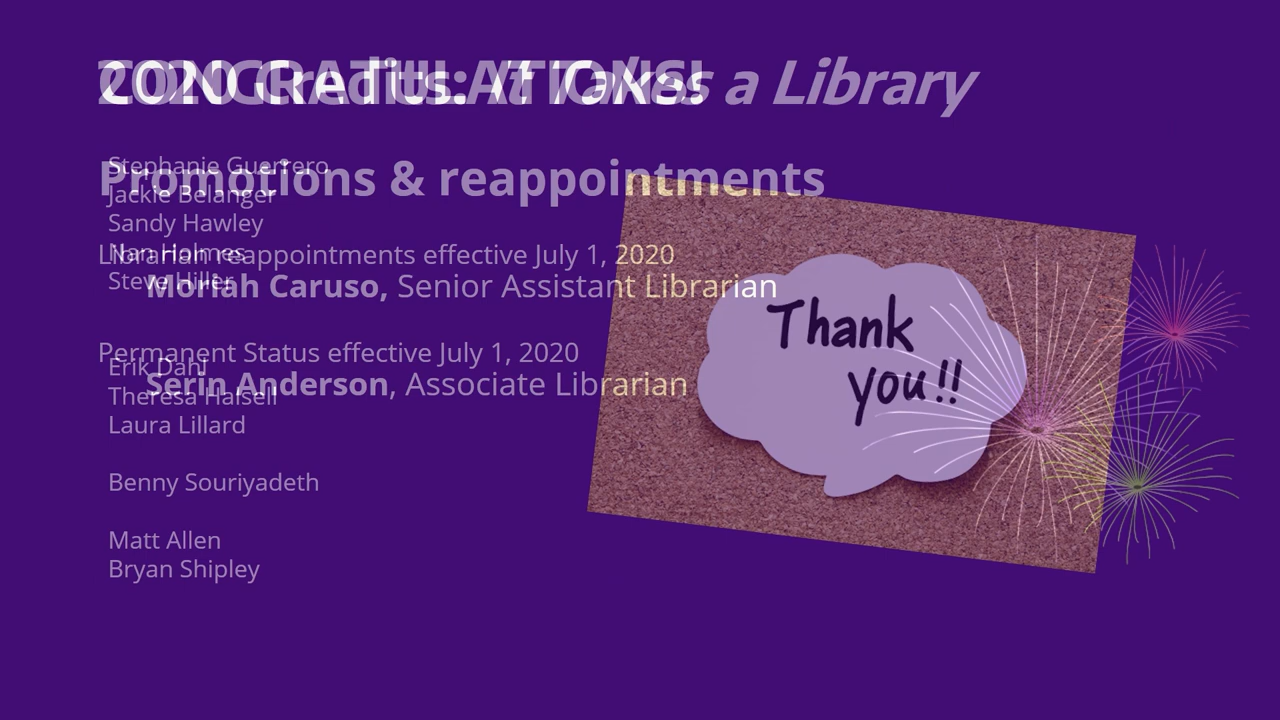 2020 Credits: It Takes a Library
CONGRATULATIONS!
Promotions & reappointments
Stephanie Guerrero
Jackie Belanger
Sandy Hawley
Nan Holmes
Steve Hiller
Librarian reappointments effective July 1, 2020
Moriah Caruso, Senior Assistant Librarian
Permanent Status effective July 1, 2020
Serin Anderson, Associate Librarian
Erik Dahl
Theresa Halsell
Laura Lillard
Benny Souriyadeth
Matt Allen
Bryan Shipley
Thank
you!!